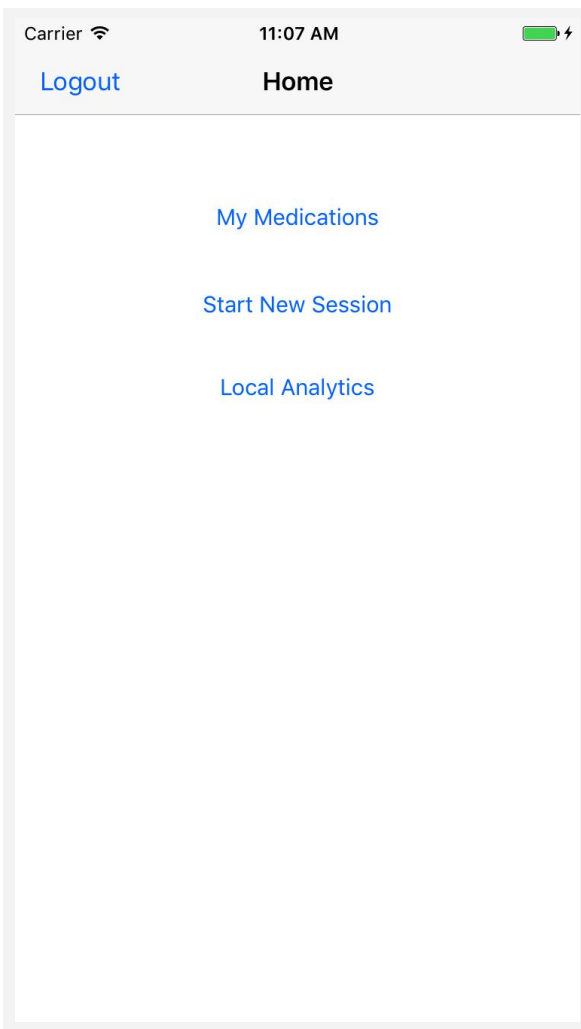 Carrier 11:07 AM
Logout Home
My Medications
Start New Session
Local Analytics